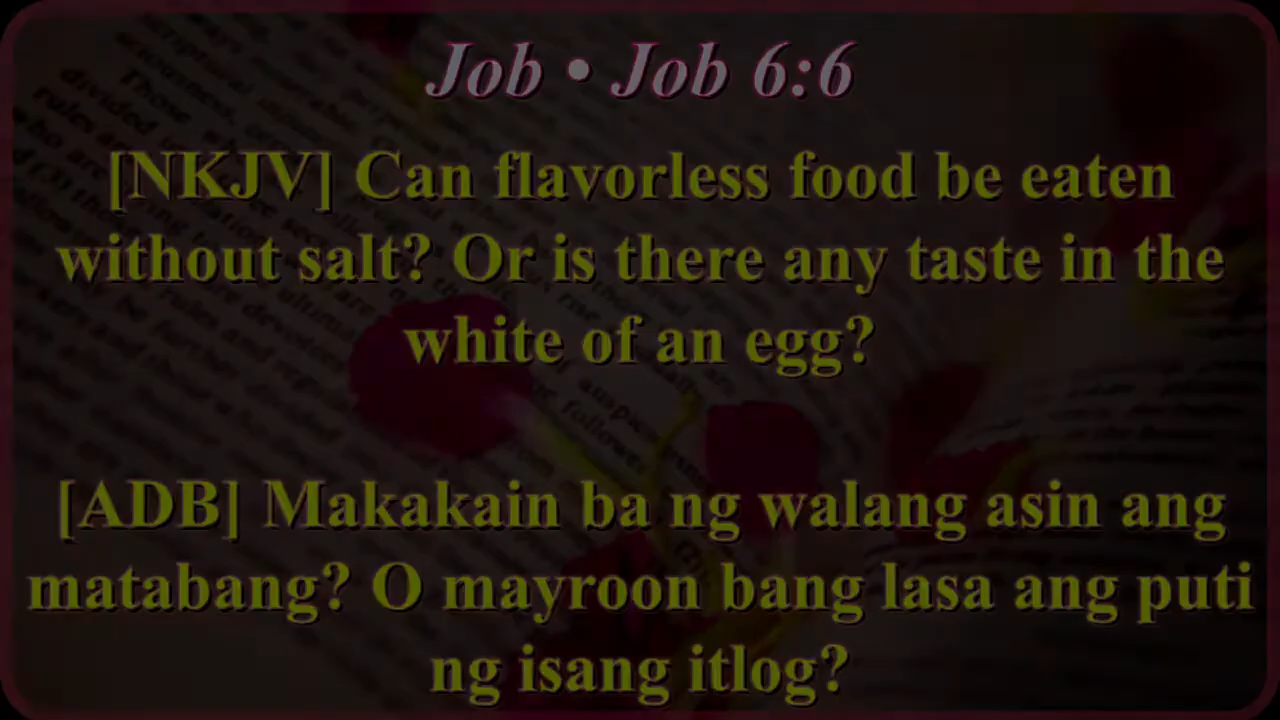 Job • Job 6:6
[NKJV] Can flavorless food be eaten
without salt? Or is there any taste in the
white of an egg?
[ADB] Makakain ba ng walang asin ang
matabang? O mayroon bang lasa ang puti
ng isang itlog?